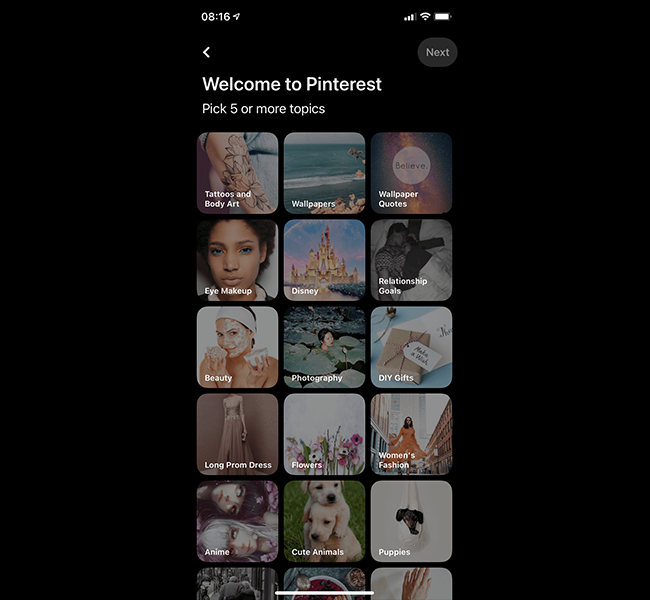 08:16
Next
Welcome to Pinterest
Pick 5 or more topics
Believe.
Tattoos and
Body Art
Wallpapers
Wallpaper
Quotes
Eye Makeup
Disney
Relationship
Goals
Make
a Wish
Beauty
Photography
DIY Gifts
Long Prom Dress
Flowers
Women's
Fashion
Anime
Cute Animals
Puppies